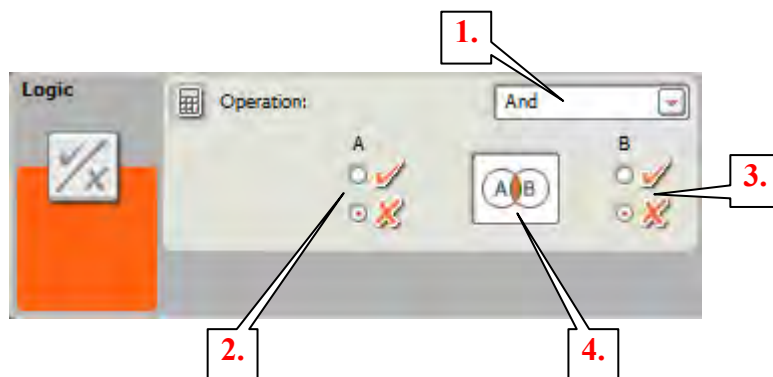 1.
Logic
Operation:
And
A
B
A B
3.
2.
4.